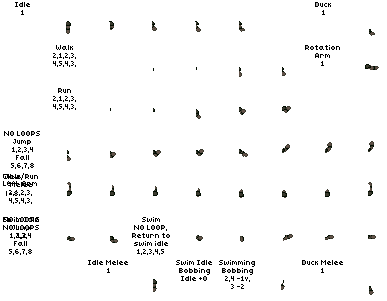 Idle
1
Duck
1
Walk
2,1,2,3,
4,5,4,3,
Rotation
Arm
1
Run
2,1,2,3,
4,5,4,3,
NO LOOPS
Jump
1,2,3,4
Fall
5,6,7,8
4,5,4,3,
NO LOOPS
Fall
5,6,7,8
Swim
NO LOOP,
Return to
swim idle
1,2,3,4,5
Idle Melee
1
Swim Idle
Bobbing
Idle +0
Swimming
Bobbing
2,4 -1v,
3 -2
Duck Melee
1